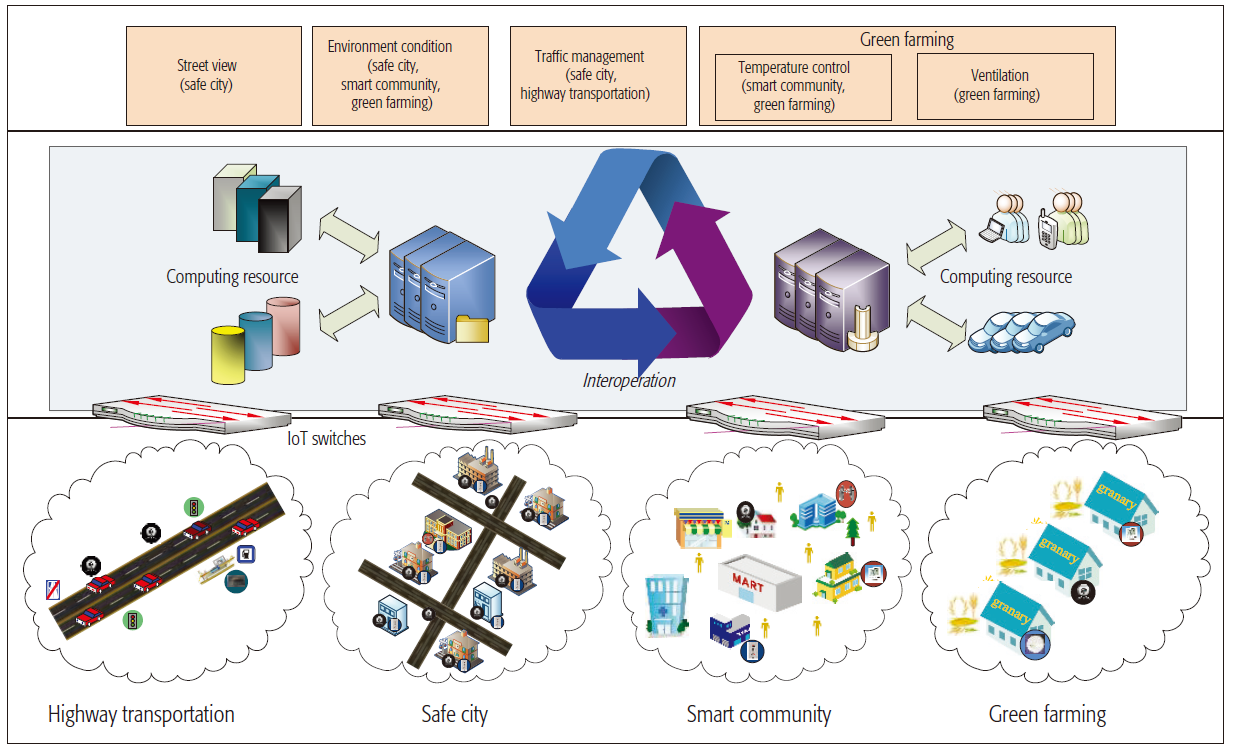 Street view
(safe city)
Environment condition
(safe city,
smart community,
green farming)
Traffic management
(safe city,
highway transportation)
Green farming
Temperature control
(smart community,
green farming)
Ventilation
(green farming)
Computing resource
Computing resource
Interoperation
IoT switches
granary
granary
granary
MART
Highway transportation
Safe city
Smart community
Green farming